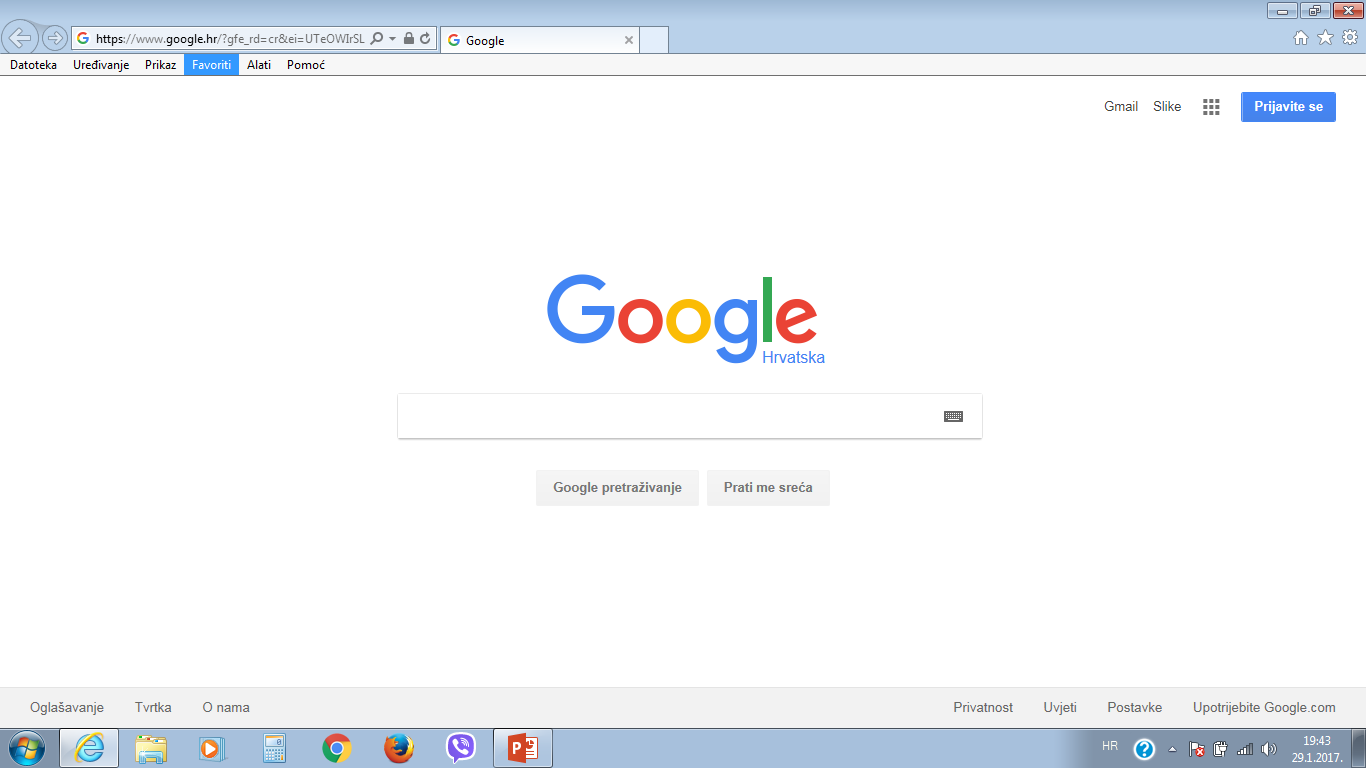 https://www.google.hr/?gfe_rd=cr&ei=UTeOWIrSL
Google
Datoteka Uređivanje Prikaz Favoriti Alati Pomoć
Gmail Slike Prijavite se
Google
Hrvatska
Google pretraživanje Prati me sreća
Oglašavanje Tvrtka O nama Privatnost Uvjeti Postavke Upotrijebite Google.com
HR 19:43
29.1.2017.